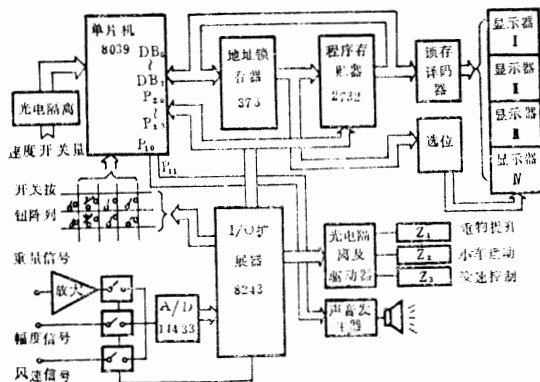 单片机
8039
DB₀
~
DB₇
P₂₀
~
P₂₃
P₁₀
P₁₁
光电隔离
速度开关量
地址锁
存器
373
程序存
贮器
2732
锁存
译码
器
选位
显示器
Ⅰ
显示器
Ⅱ
显示器
Ⅲ
显示器
Ⅳ
开关按
钮阵列
I/O扩
展器
8243
光电隔
离及
驱动器
Z₁
Z₂
Z₃
重物提升
小车运动
变速控制
声音发
生器
重量信号
放大
幅度信号
风速信号
A/D
14433